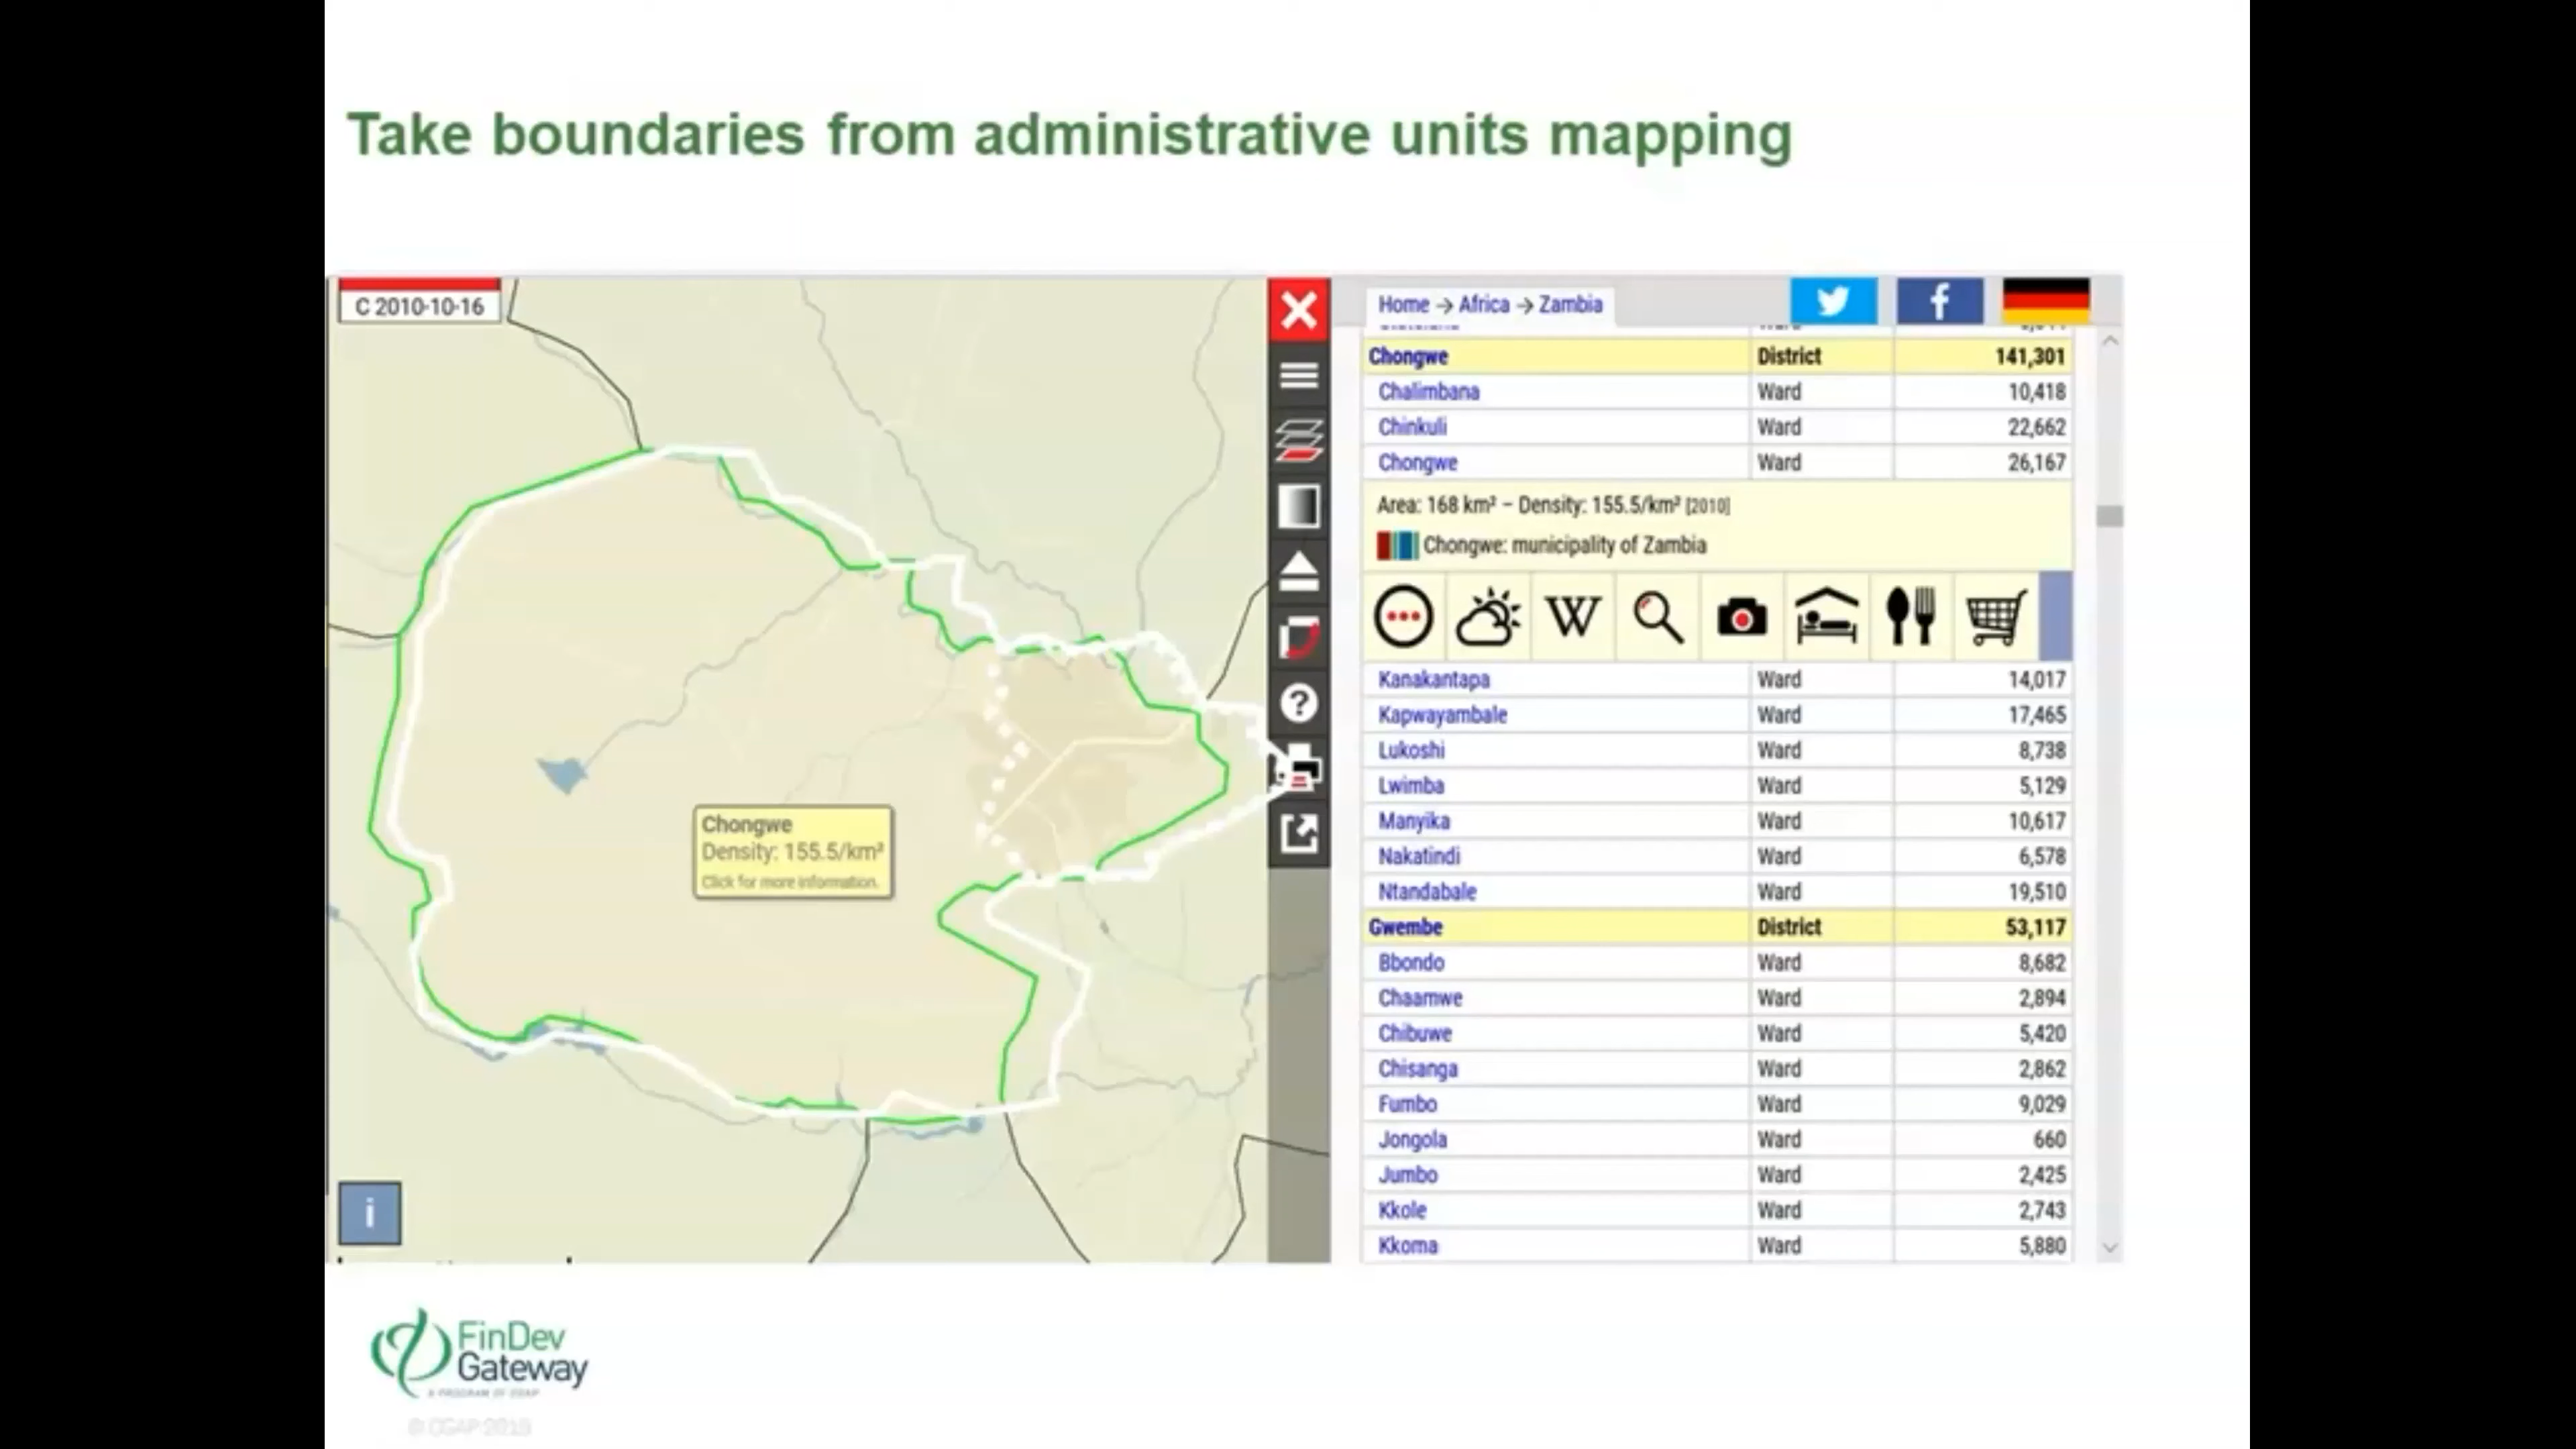 Take boundaries from administrative units mapping
C 2010-10-16
Chongwe
Density: 155.5/km²
Click for more information.
i
?
Home → Africa → Zambia
f
Chongwe District 141,301
Chalimbana Ward 10,418
Chinkuli Ward 22,662
Chongwe Ward 26,167
Area: 168 km² – Density: 155.5/km² [2010]
Chongwe: municipality of Zambia
W
Kanakantapa Ward 14,017
Kapwayambale Ward 17,465
Lukoshi Ward 8,738
Lwimba Ward 5,129
Manyika Ward 10,617
Nakatindi Ward 6,578
Ntandabale Ward 19,510
Gwembe District 53,117
Bbondo Ward 8,682
Chaamwe Ward 2,894
Chibuwe Ward 5,420
Chisanga Ward 2,862
Fumbo Ward 9,029
Jongola Ward 660
Jumbo Ward 2,425
Kkole Ward 2,743
Kkoma Ward 5,880
FinDev
Gateway
A PROGRAM OF CGAP